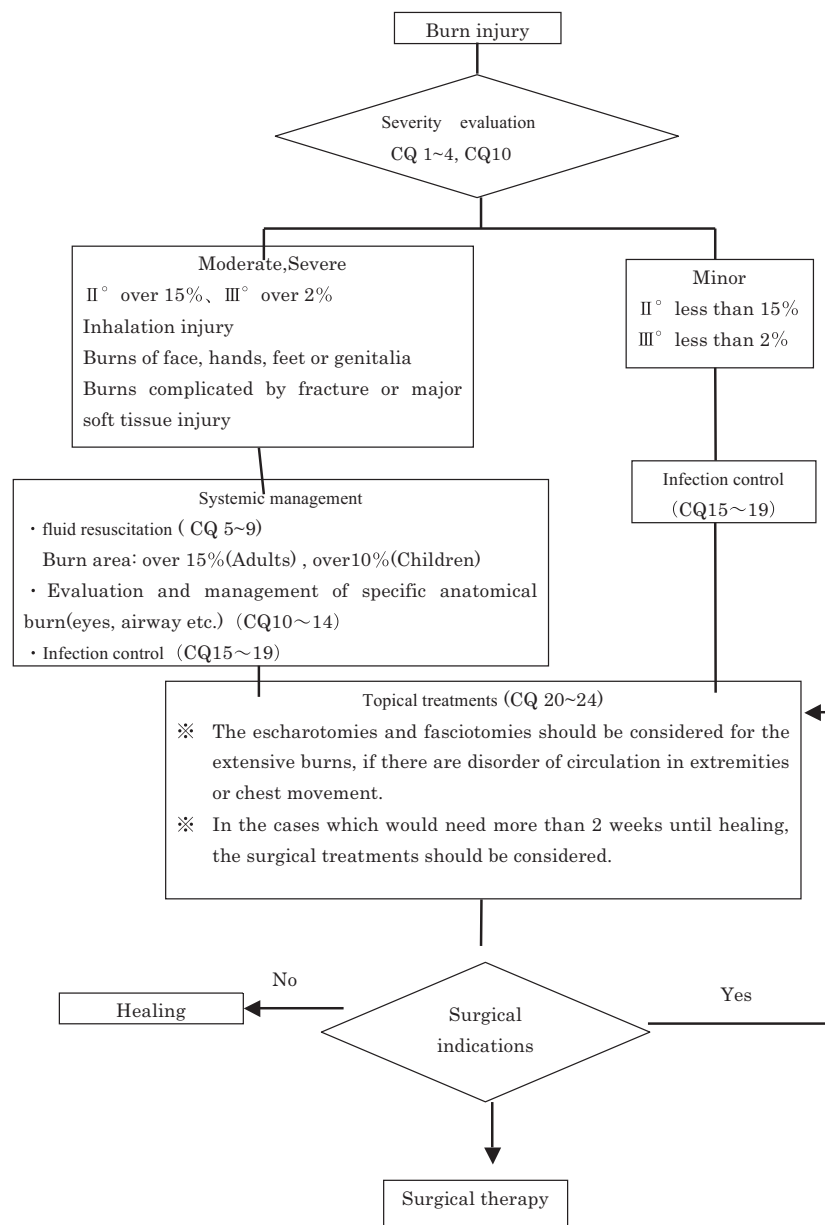 Burn injury
Severity evaluation
CQ 1~4, CQ10
Moderate,Severe
Ⅱ° over 15%、Ⅲ° over 2%
Inhalation injury
Burns of face, hands, feet or genitalia
Burns complicated by fracture or major
soft tissue injury
Minor
Ⅱ° less than 15%
Ⅲ° less than 2%
Systemic management
・fluid resuscitation ( CQ 5~9)
Burn area: over 15%(Adults) , over10%(Children)
・Evaluation and management of specific anatomical
burn(eyes, airway etc.)（CQ10～14）
・Infection control（CQ15～19）
Infection control
（CQ15～19）
Topical treatments (CQ 20~24)
※ The escharotomies and fasciotomies should be considered for the
extensive burns, if there are disorder of circulation in extremities
or chest movement.
※ In the cases which would need more than 2 weeks until healing,
the surgical treatments should be considered.
No
Healing
Surgical
indications
Yes
Surgical therapy